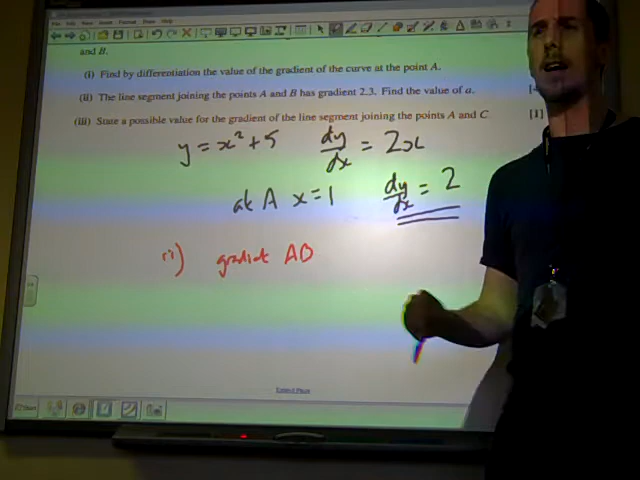 and B.
(i) Find by differentiation the value of the gradient of the curve at the point A.
(ii) The line segment joining the points A and B has gradient 2.3. Find the value of a.
(iii) State a possible value for the gradient of the line segment joining the points A and C [1]
y = x² + 5 dy/dx = 2x
at A x = 1 dy/dx = 2
ii) gradient AB
Extend Page